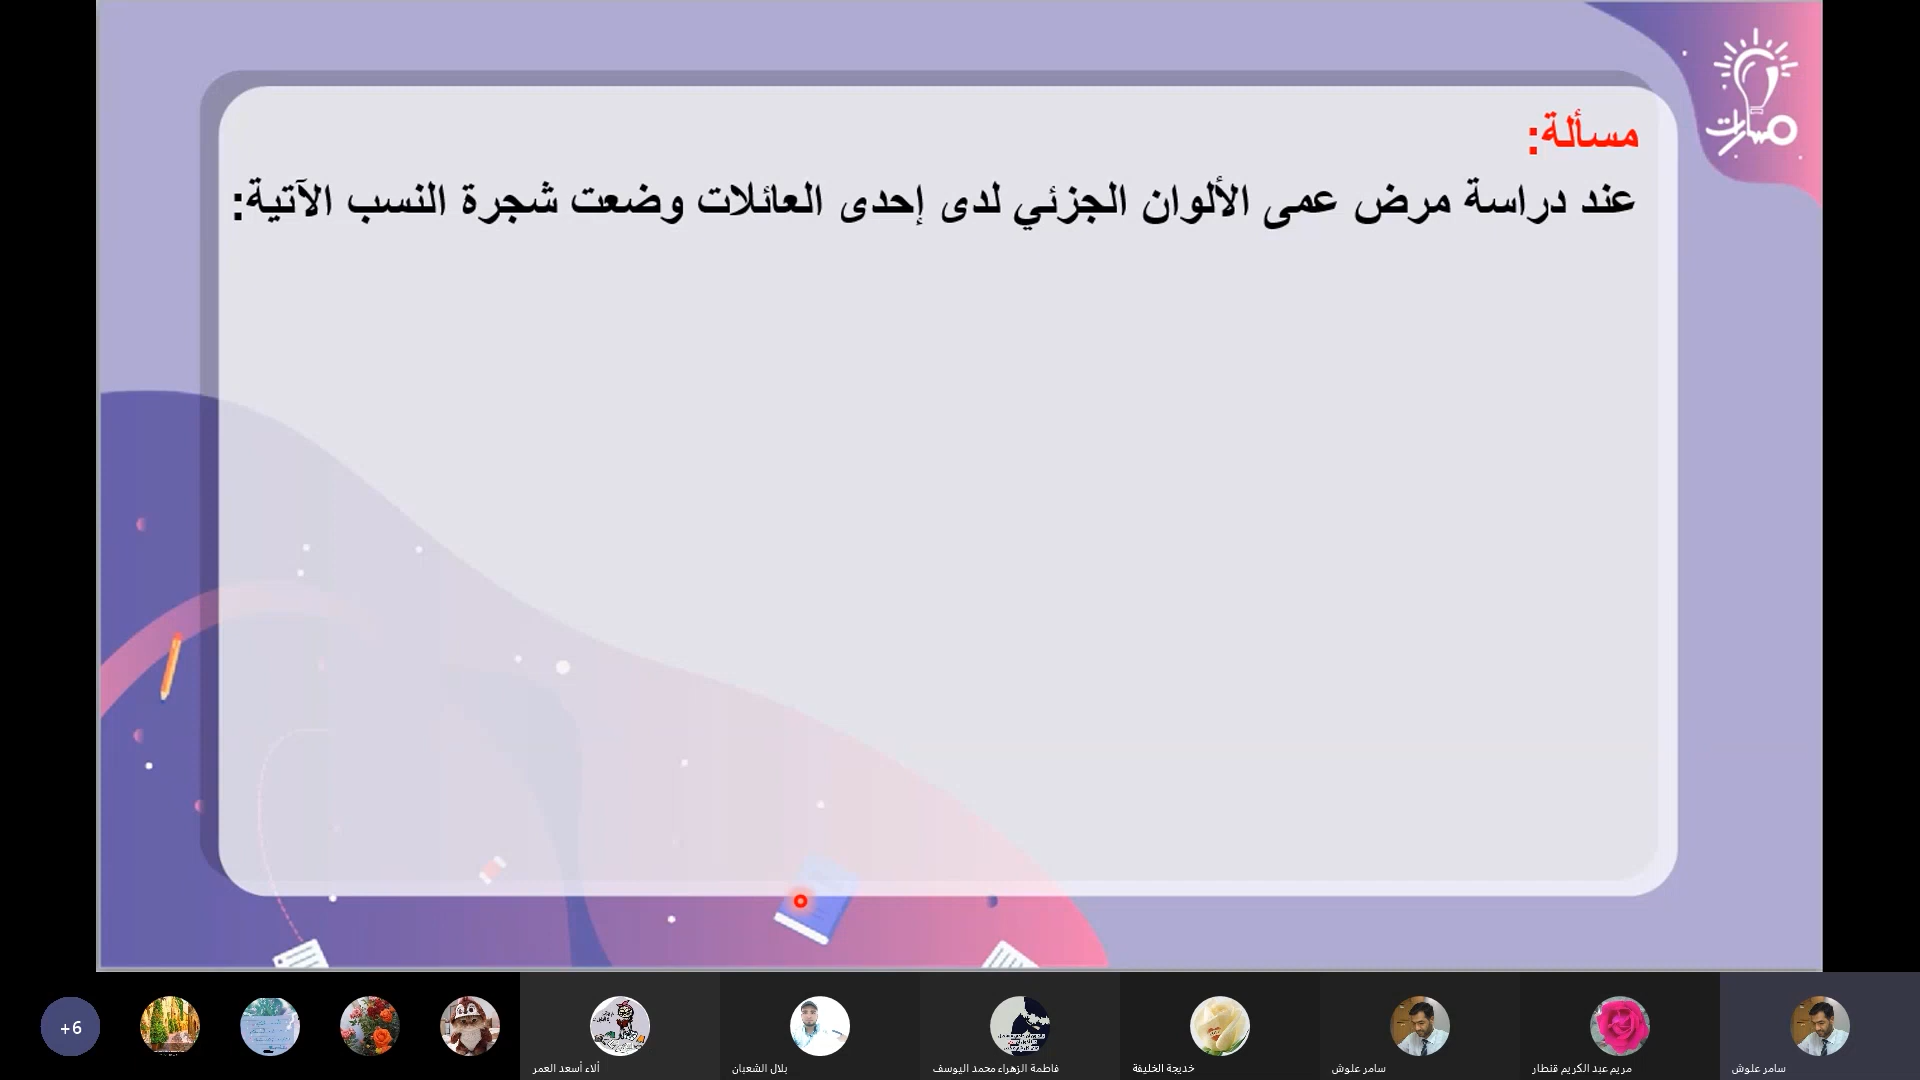 مسارات
مسألة:
عند دراسة مرض عمى الألوان الجزئي لدى إحدى العائلات وضعت شجرة النسب الآتية:
+6
ألاء أسعد العمر
بلال الشعبان
فاطمة الزهراء محمد اليوسف
خديجة الخليفة
سامر علوش
مريم عبد الكريم قنطار
سامر علوش